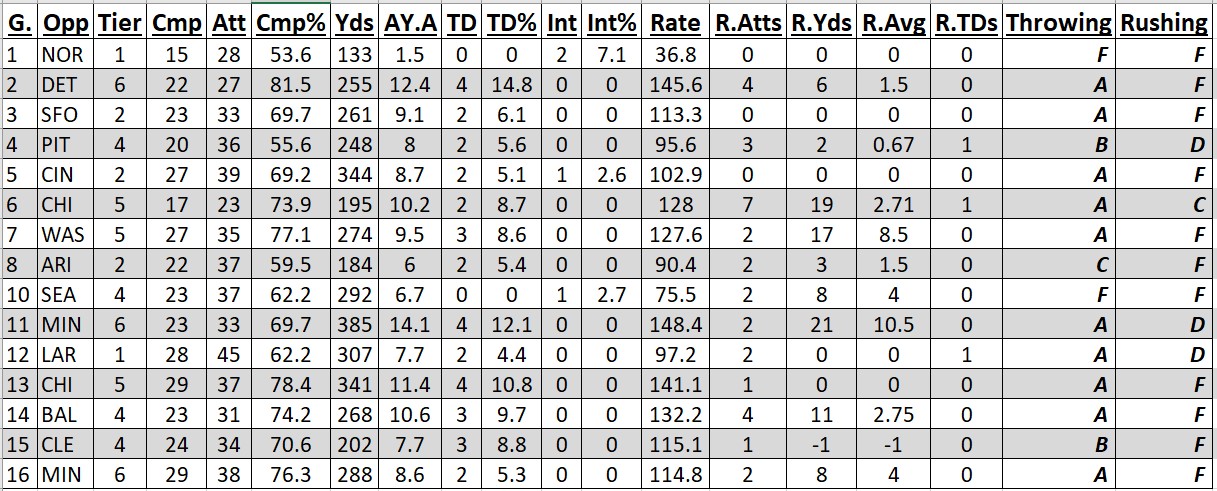 G. Opp Tier Cmp Att Cmp% Yds AY.A TD TD% Int Int% Rate R.Atts R.Yds R.Avg R.TDs Throwing Rushing
1 NOR 1 15 28 53.6 133 1.5 0 0 2 7.1 36.8 0 0 0 0 F F
2 DET 6 22 27 81.5 255 12.4 4 14.8 0 0 145.6 4 6 1.5 0 A F
3 SFO 2 23 33 69.7 261 9.1 2 6.1 0 0 113.3 0 0 0 0 A F
4 PIT 4 20 36 55.6 248 8 2 5.6 0 0 95.6 3 2 0.67 1 B D
5 CIN 2 27 39 69.2 344 8.7 2 5.1 1 2.6 102.9 0 0 0 0 A F
6 CHI 5 17 23 73.9 195 10.2 2 8.7 0 0 128 7 19 2.71 1 A C
7 WAS 5 27 35 77.1 274 9.5 3 8.6 0 0 127.6 2 17 8.5 0 A F
8 ARI 2 22 37 59.5 184 6 2 5.4 0 0 90.4 2 3 1.5 0 C F
10 SEA 4 23 37 62.2 292 6.7 0 0 1 2.7 75.5 2 8 4 0 F F
11 MIN 6 23 33 69.7 385 14.1 4 12.1 0 0 148.4 2 21 10.5 0 A D
12 LAR 1 28 45 62.2 307 7.7 2 4.4 0 0 97.2 2 0 0 1 A D
13 CHI 5 29 37 78.4 341 11.4 4 10.8 0 0 141.1 1 0 0 0 A F
14 BAL 4 23 31 74.2 268 10.6 3 9.7 0 0 132.2 4 11 2.75 0 A F
15 CLE 4 24 34 70.6 202 7.7 3 8.8 0 0 115.1 1 -1 -1 0 B F
16 MIN 6 29 38 76.3 288 8.6 2 5.3 0 0 114.8 2 8 4 0 A F